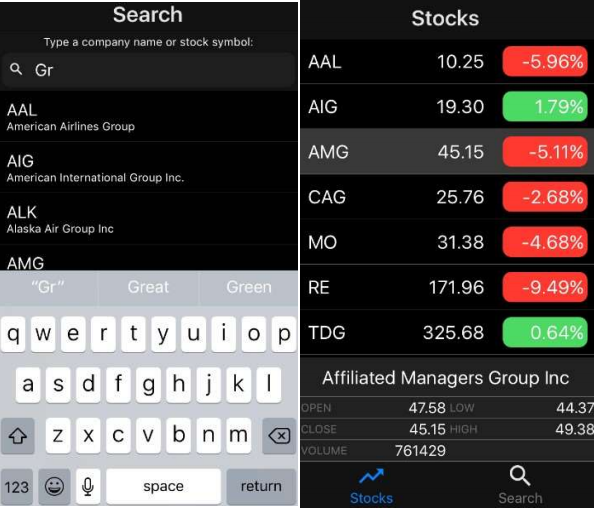 Search
Type a company name or stock symbol:
Gr
AAL
American Airlines Group
AIG
American International Group Inc.
ALK
Alaska Air Group Inc
AMG
"Gr" Great Green
q w e r t y u i o p
a s d f g h j k l
z x c v b n m
123 space return
Stocks
AAL 10.25 -5.96%
AIG 19.30 1.79%
AMG 45.15 -5.11%
CAG 25.76 -2.68%
MO 31.38 -4.68%
RE 171.96 -9.49%
TDG 325.68 0.64%
Affiliated Managers Group Inc
OPEN 47.58 LOW 44.37
CLOSE 45.15 HIGH 49.38
VOLUME 761429
Stocks Search